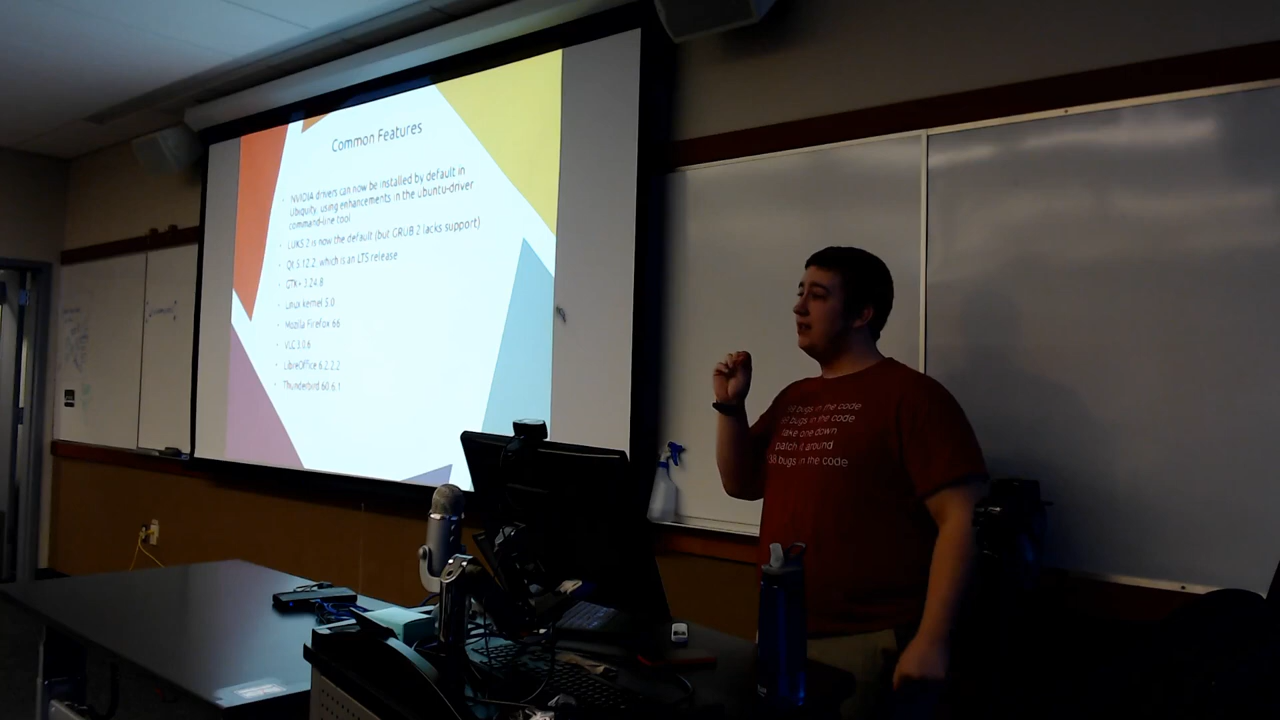 Common Features
NVIDIA drivers can now be installed by default in
Ubiquity, using enhancements in the ubuntu-driver
command-line tool
LUKS 2 is now the default (but GRUB 2 lacks support)
Qt 5.12.2, which is an LTS release
GTK+ 3.24.8
Linux kernel 5.0
Mozilla Firefox 66
VLC 3.0.6
LibreOffice 6.2.2.2
Thunderbird 60.6.1
bugs in the code
bugs in the code
take one down
patch it around
138 bugs in the code